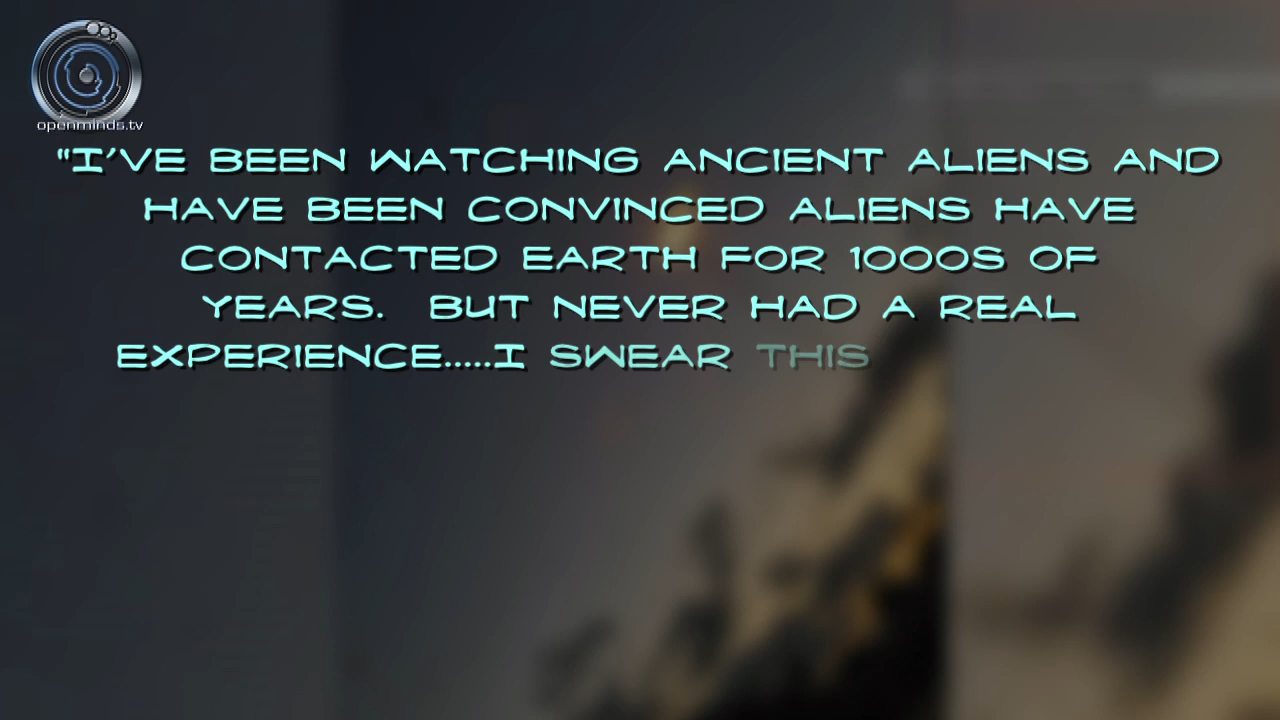 openminds.tv
"I'VE BEEN WATCHING ANCIENT ALIENS AND
HAVE BEEN CONVINCED ALIENS HAVE
CONTACTED EARTH FOR 1000S OF
YEARS. BUT NEVER HAD A REAL
EXPERIENCE.....I SWEAR THIS